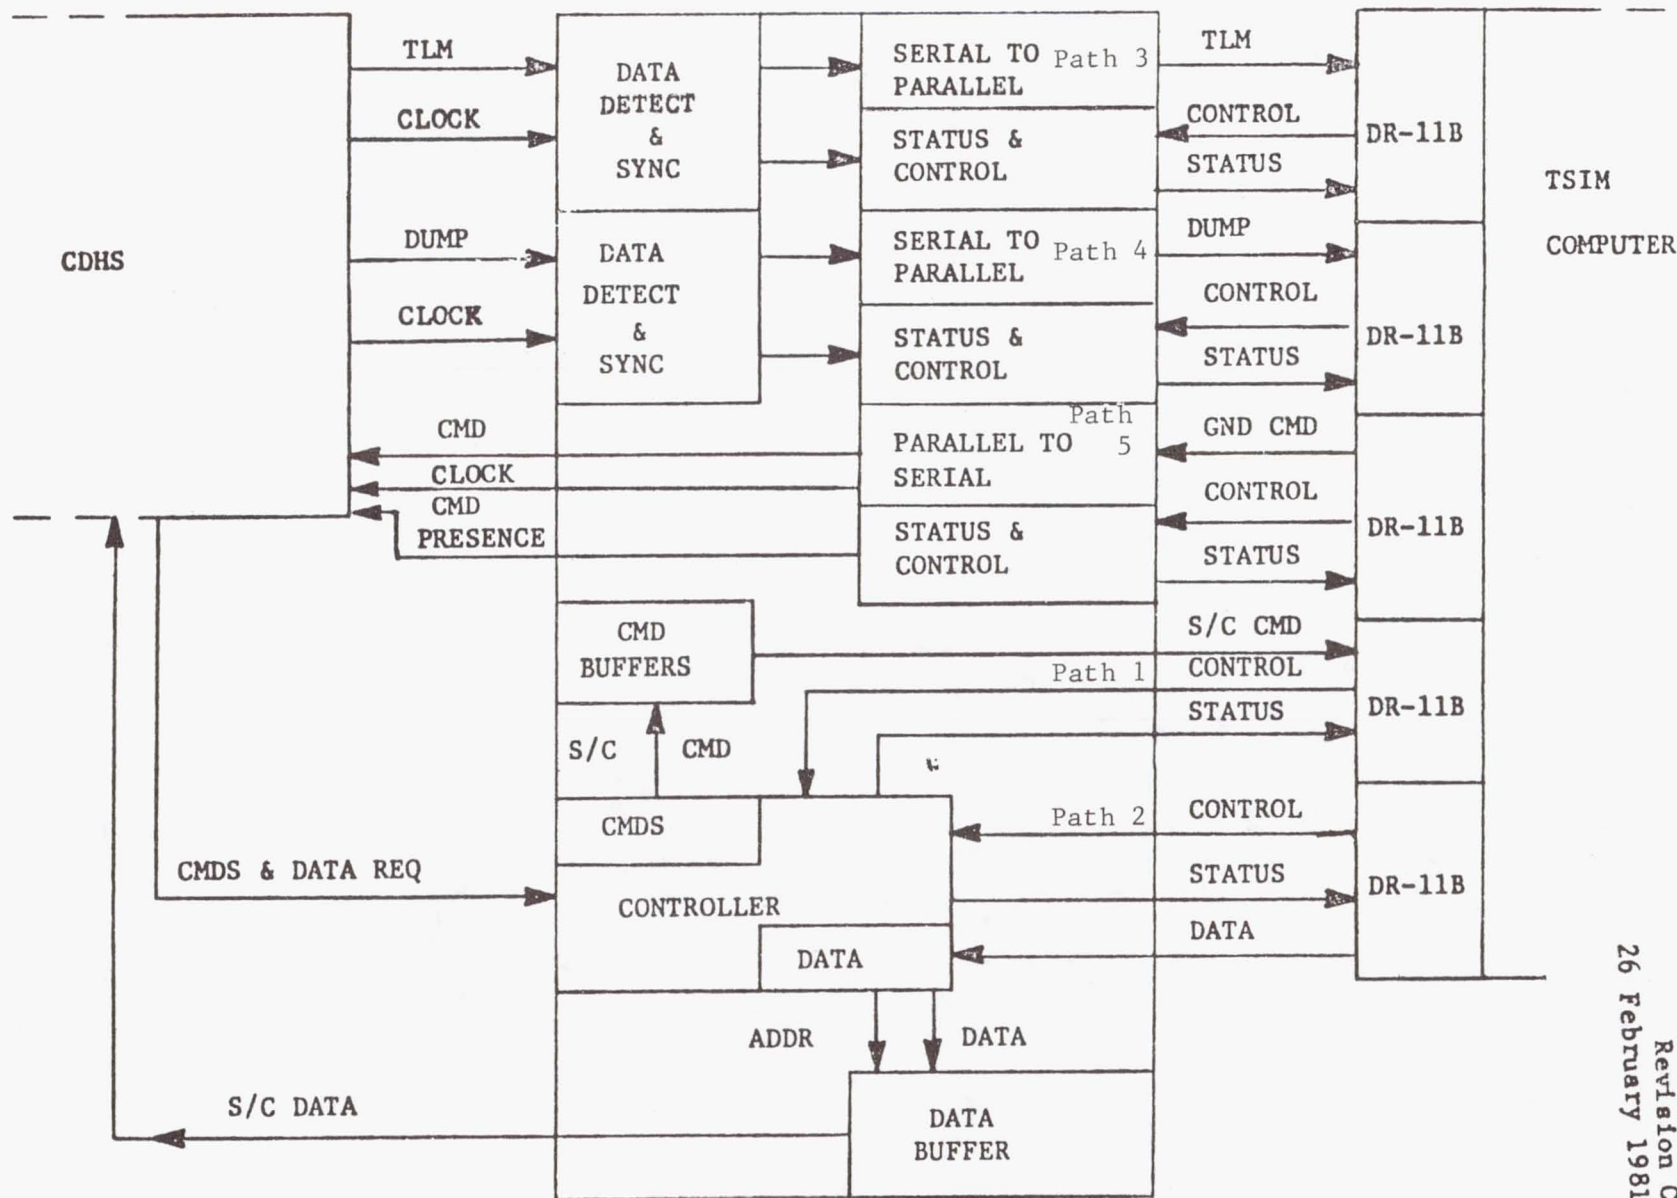 CDHS
TLM
CLOCK
DUMP
CLOCK
CMD
CLOCK
CMD
PRESENCE
CMDS & DATA REQ
S/C DATA
DATA
DETECT
&
SYNC
DATA
DETECT
&
SYNC
SERIAL TO Path 3
PARALLEL
STATUS &
CONTROL
SERIAL TO Path 4
PARALLEL
STATUS &
CONTROL
Path
PARALLEL TO 5
SERIAL
STATUS &
CONTROL
CMD
BUFFERS
S/C CMD
CMDS
CONTROLLER
DATA
ADDR DATA
DATA
BUFFER
TLM
CONTROL
STATUS
DUMP
CONTROL
STATUS
GND CMD
CONTROL
STATUS
S/C CMD
Path 1 CONTROL
STATUS
Path 2 CONTROL
STATUS
DATA
DR-11B
DR-11B
DR-11B
DR-11B
DR-11B
TSIM
COMPUTER
Revision C
26 February 1981